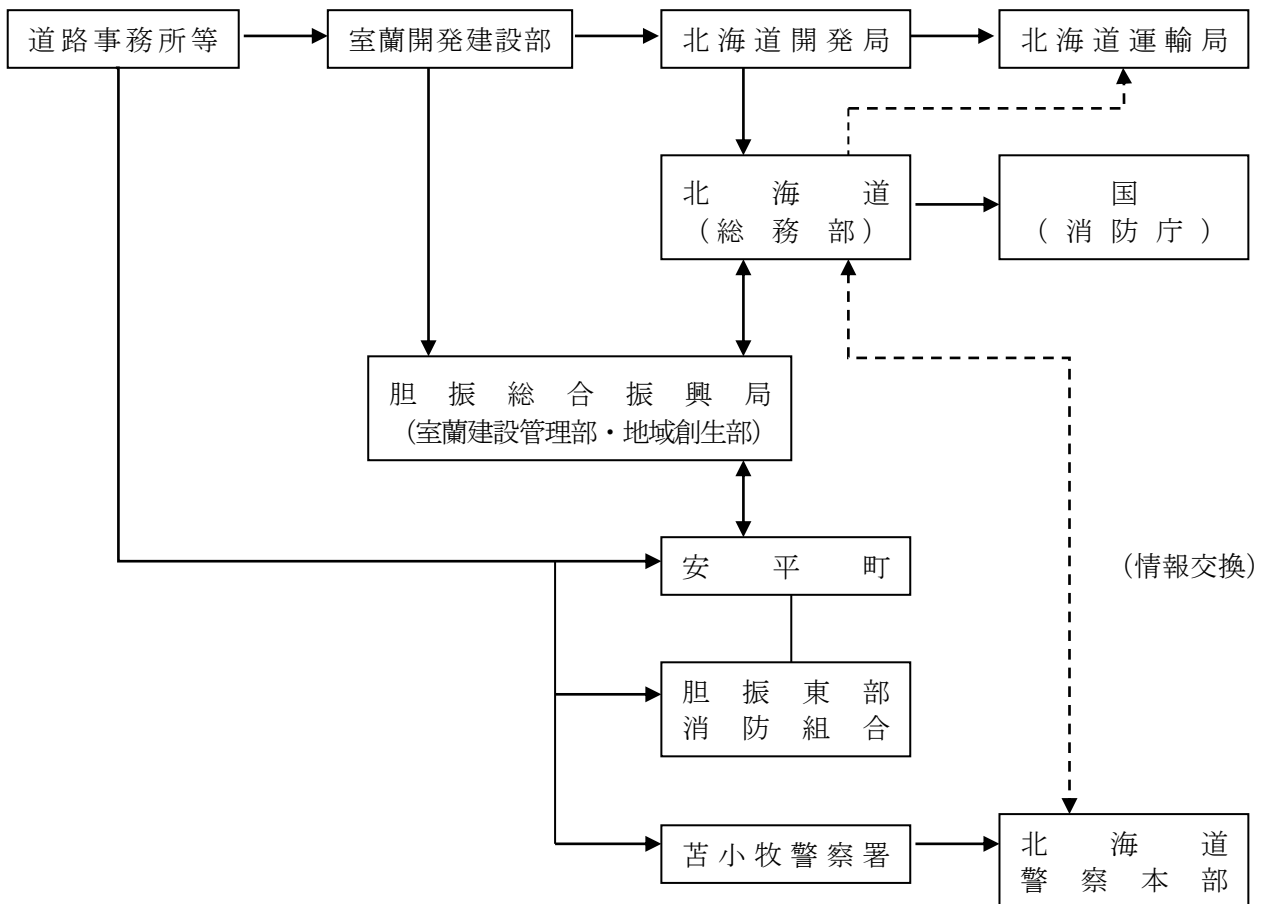 道路事務所等
室蘭開発建設部
北海道開発局
北海道運輸局
北海道
(総務部)
国
(消防庁)
胆振総合振興局
(室蘭建設管理部・地域創生部)
安平町
(情報交換)
胆振東部
消防組合
苫小牧警察署
北海道
警察本部